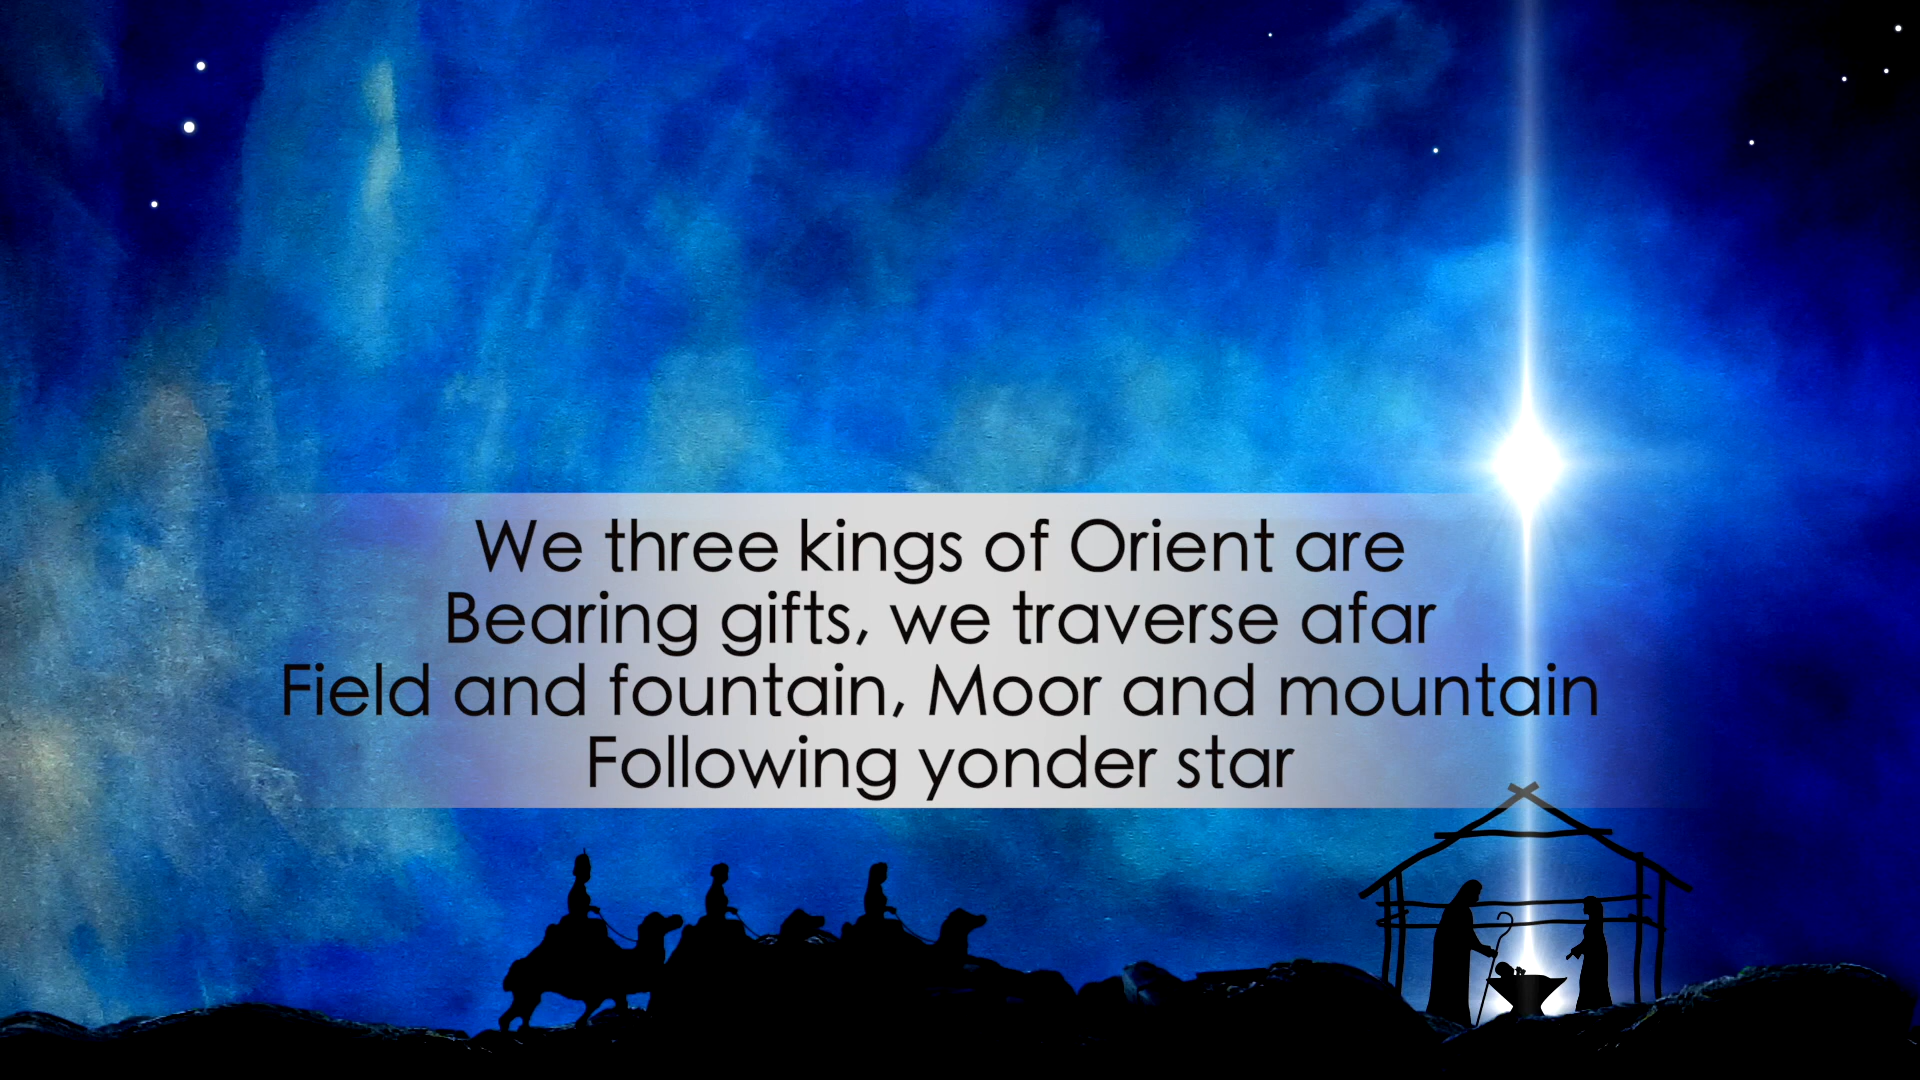 We three kings of Orient are
Bearing gifts, we traverse afar
Field and fountain, Moor and mountain
Following yonder star